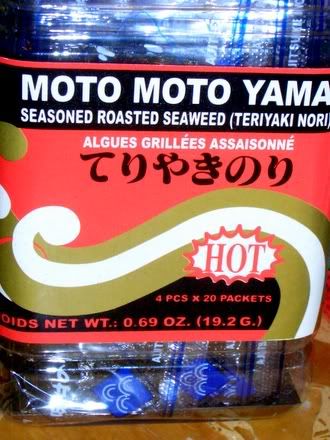 MOTO MOTO YAMA
SEASONED ROASTED SEAWEED (TERIYAKI NORI)
ALGUES GRILLÉES ASSAISONNÉ
てりやきのり
HOT
4 PCS X 20 PACKETS
OIDS NET WT.: 0.69 OZ. (19.2 G.)